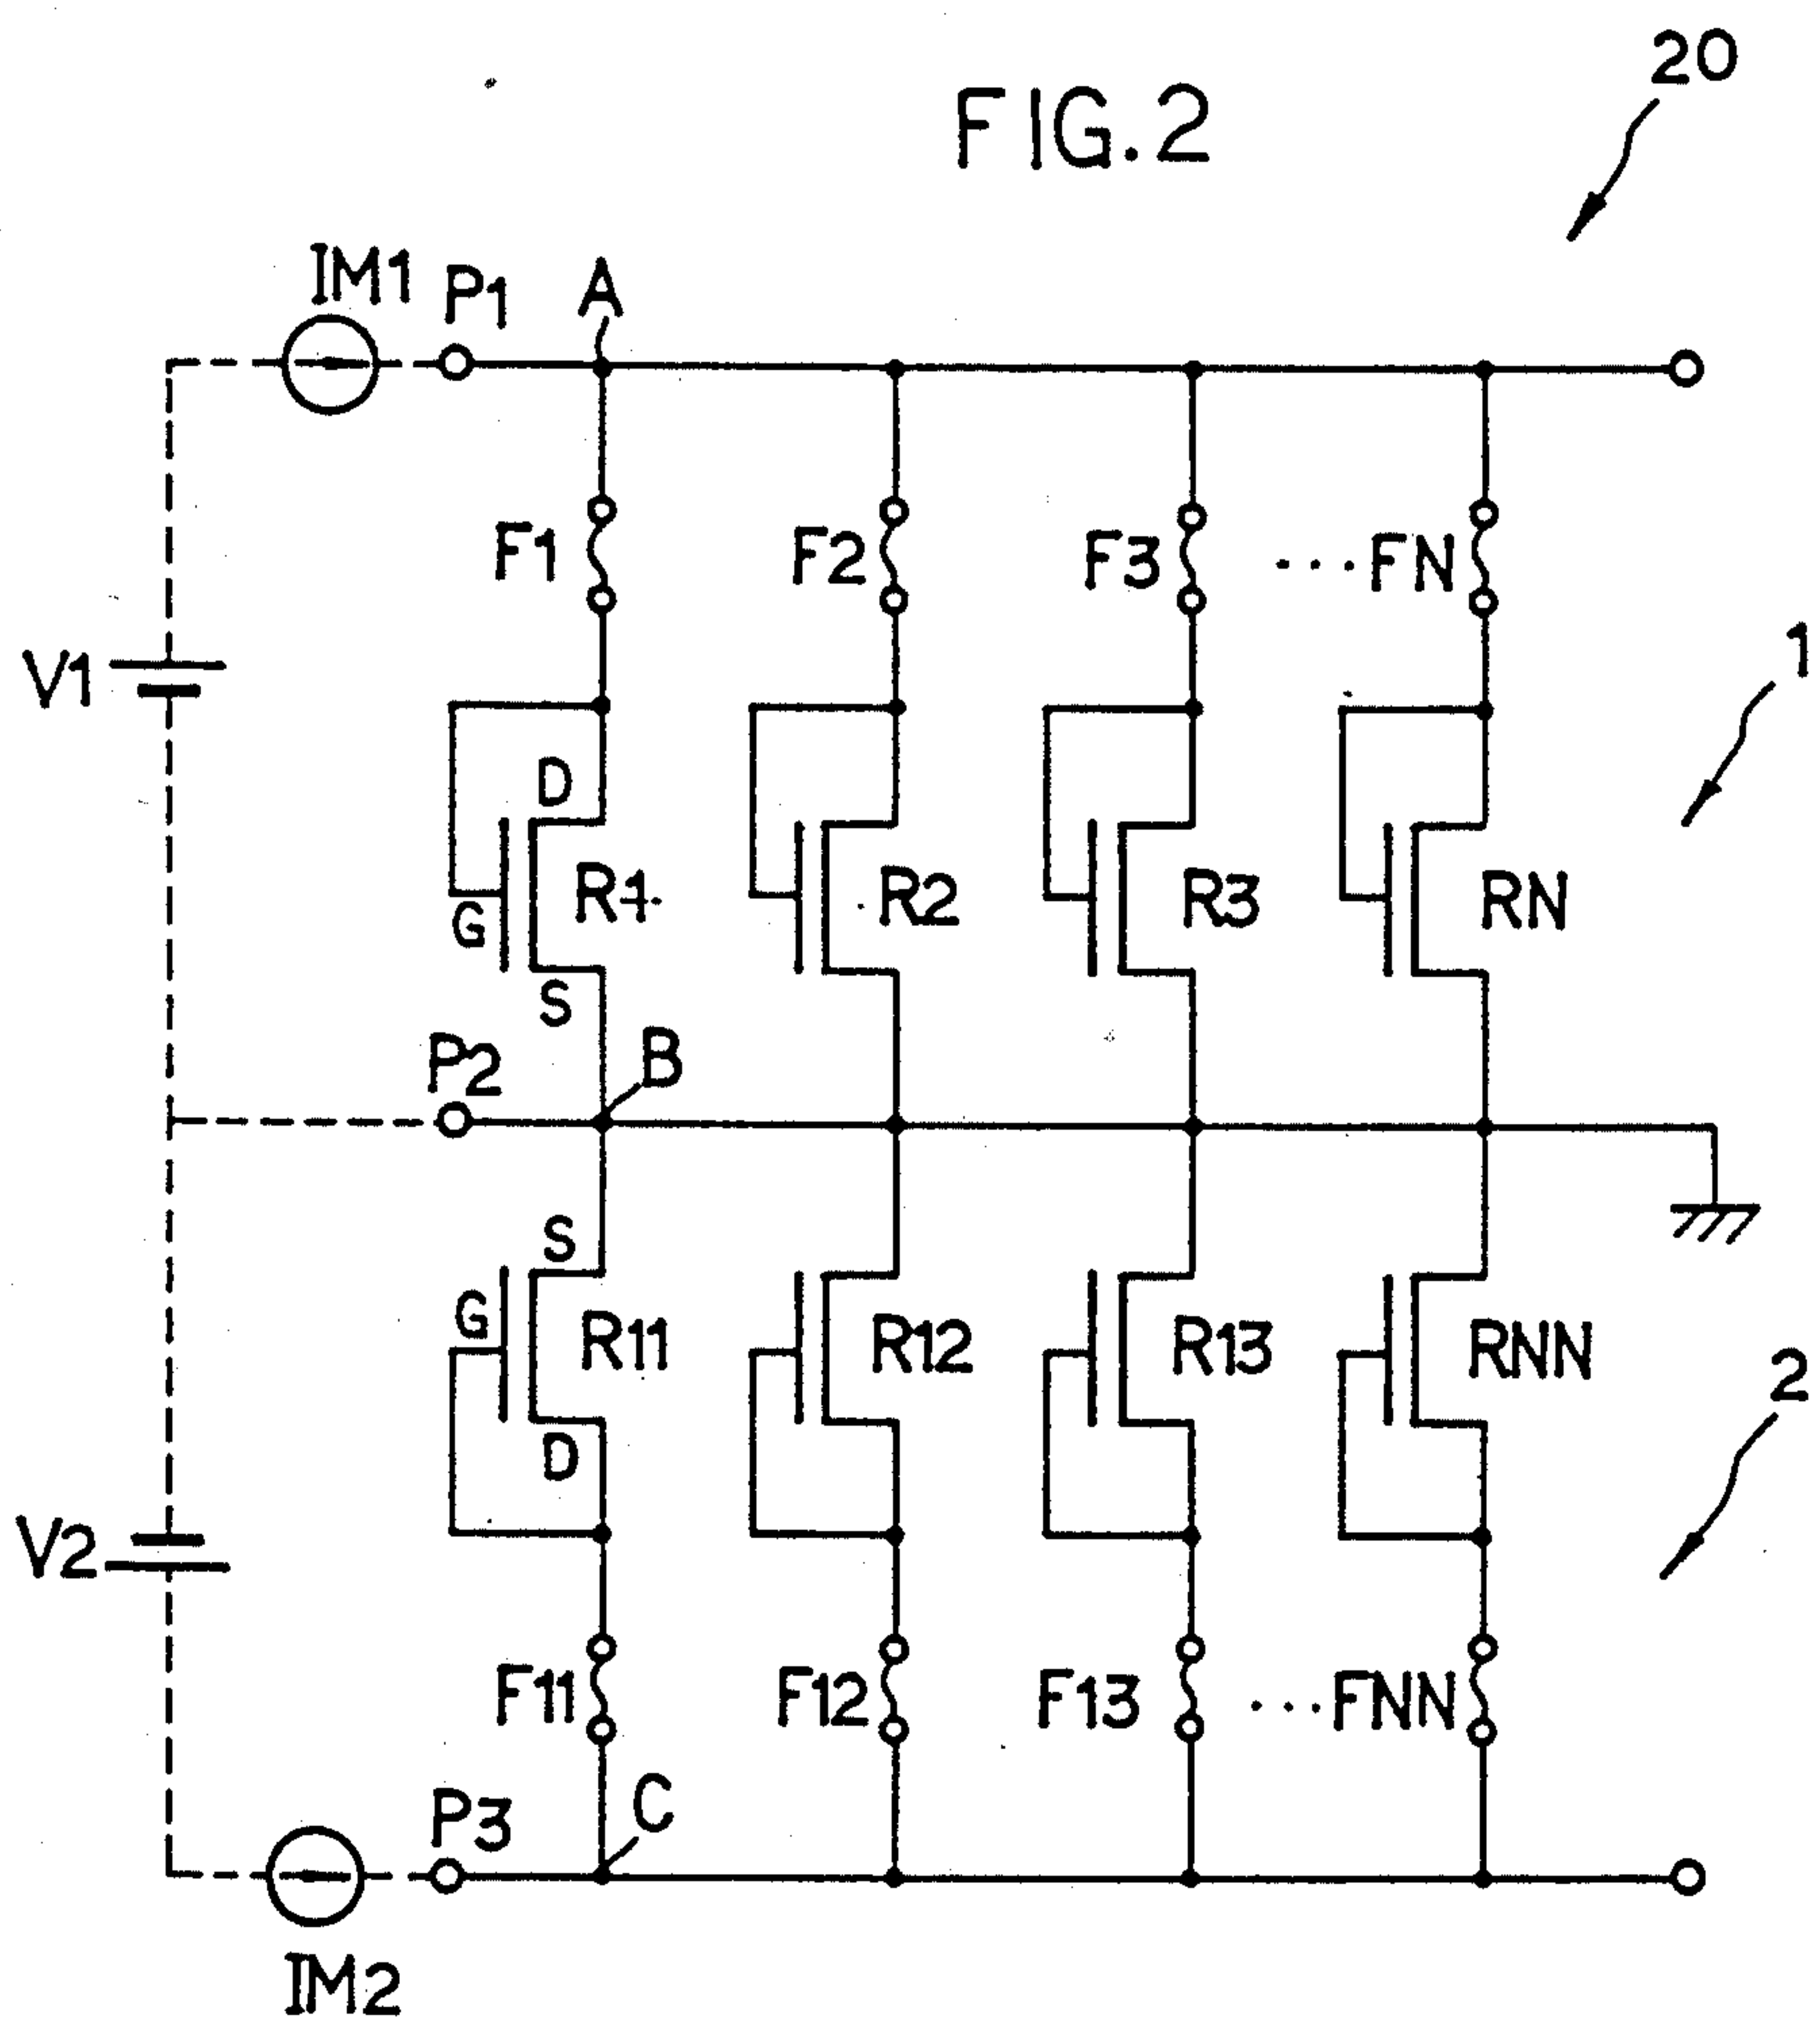 20
FIG.2
IM1
P1
A
F1
F2
F3
...FN
V1
1
D
R1
R2
R3
RN
G
S
P2
B
S
G
R11
R12
R13
RNN
2
D
V2
F11
F12
F13
...FNN
P3
C
IM2